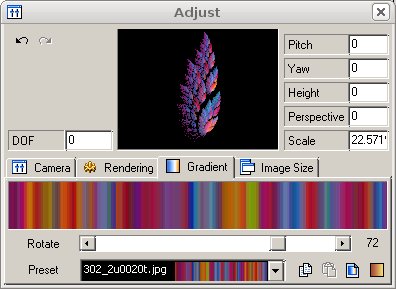 Adjust
Pitch 0
Yaw 0
Height 0
Perspective 0
DOF 0
Scale 22.571
Camera Rendering Gradient Image Size
Rotate 72
Preset 302_2u0020t.jpg